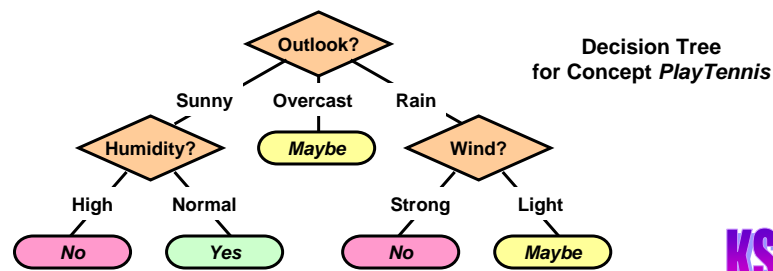 Outlook?
Decision Tree
for Concept PlayTennis
Sunny Overcast Rain
Humidity? Maybe Wind?
High Normal Strong Light
No Yes No Maybe
KS